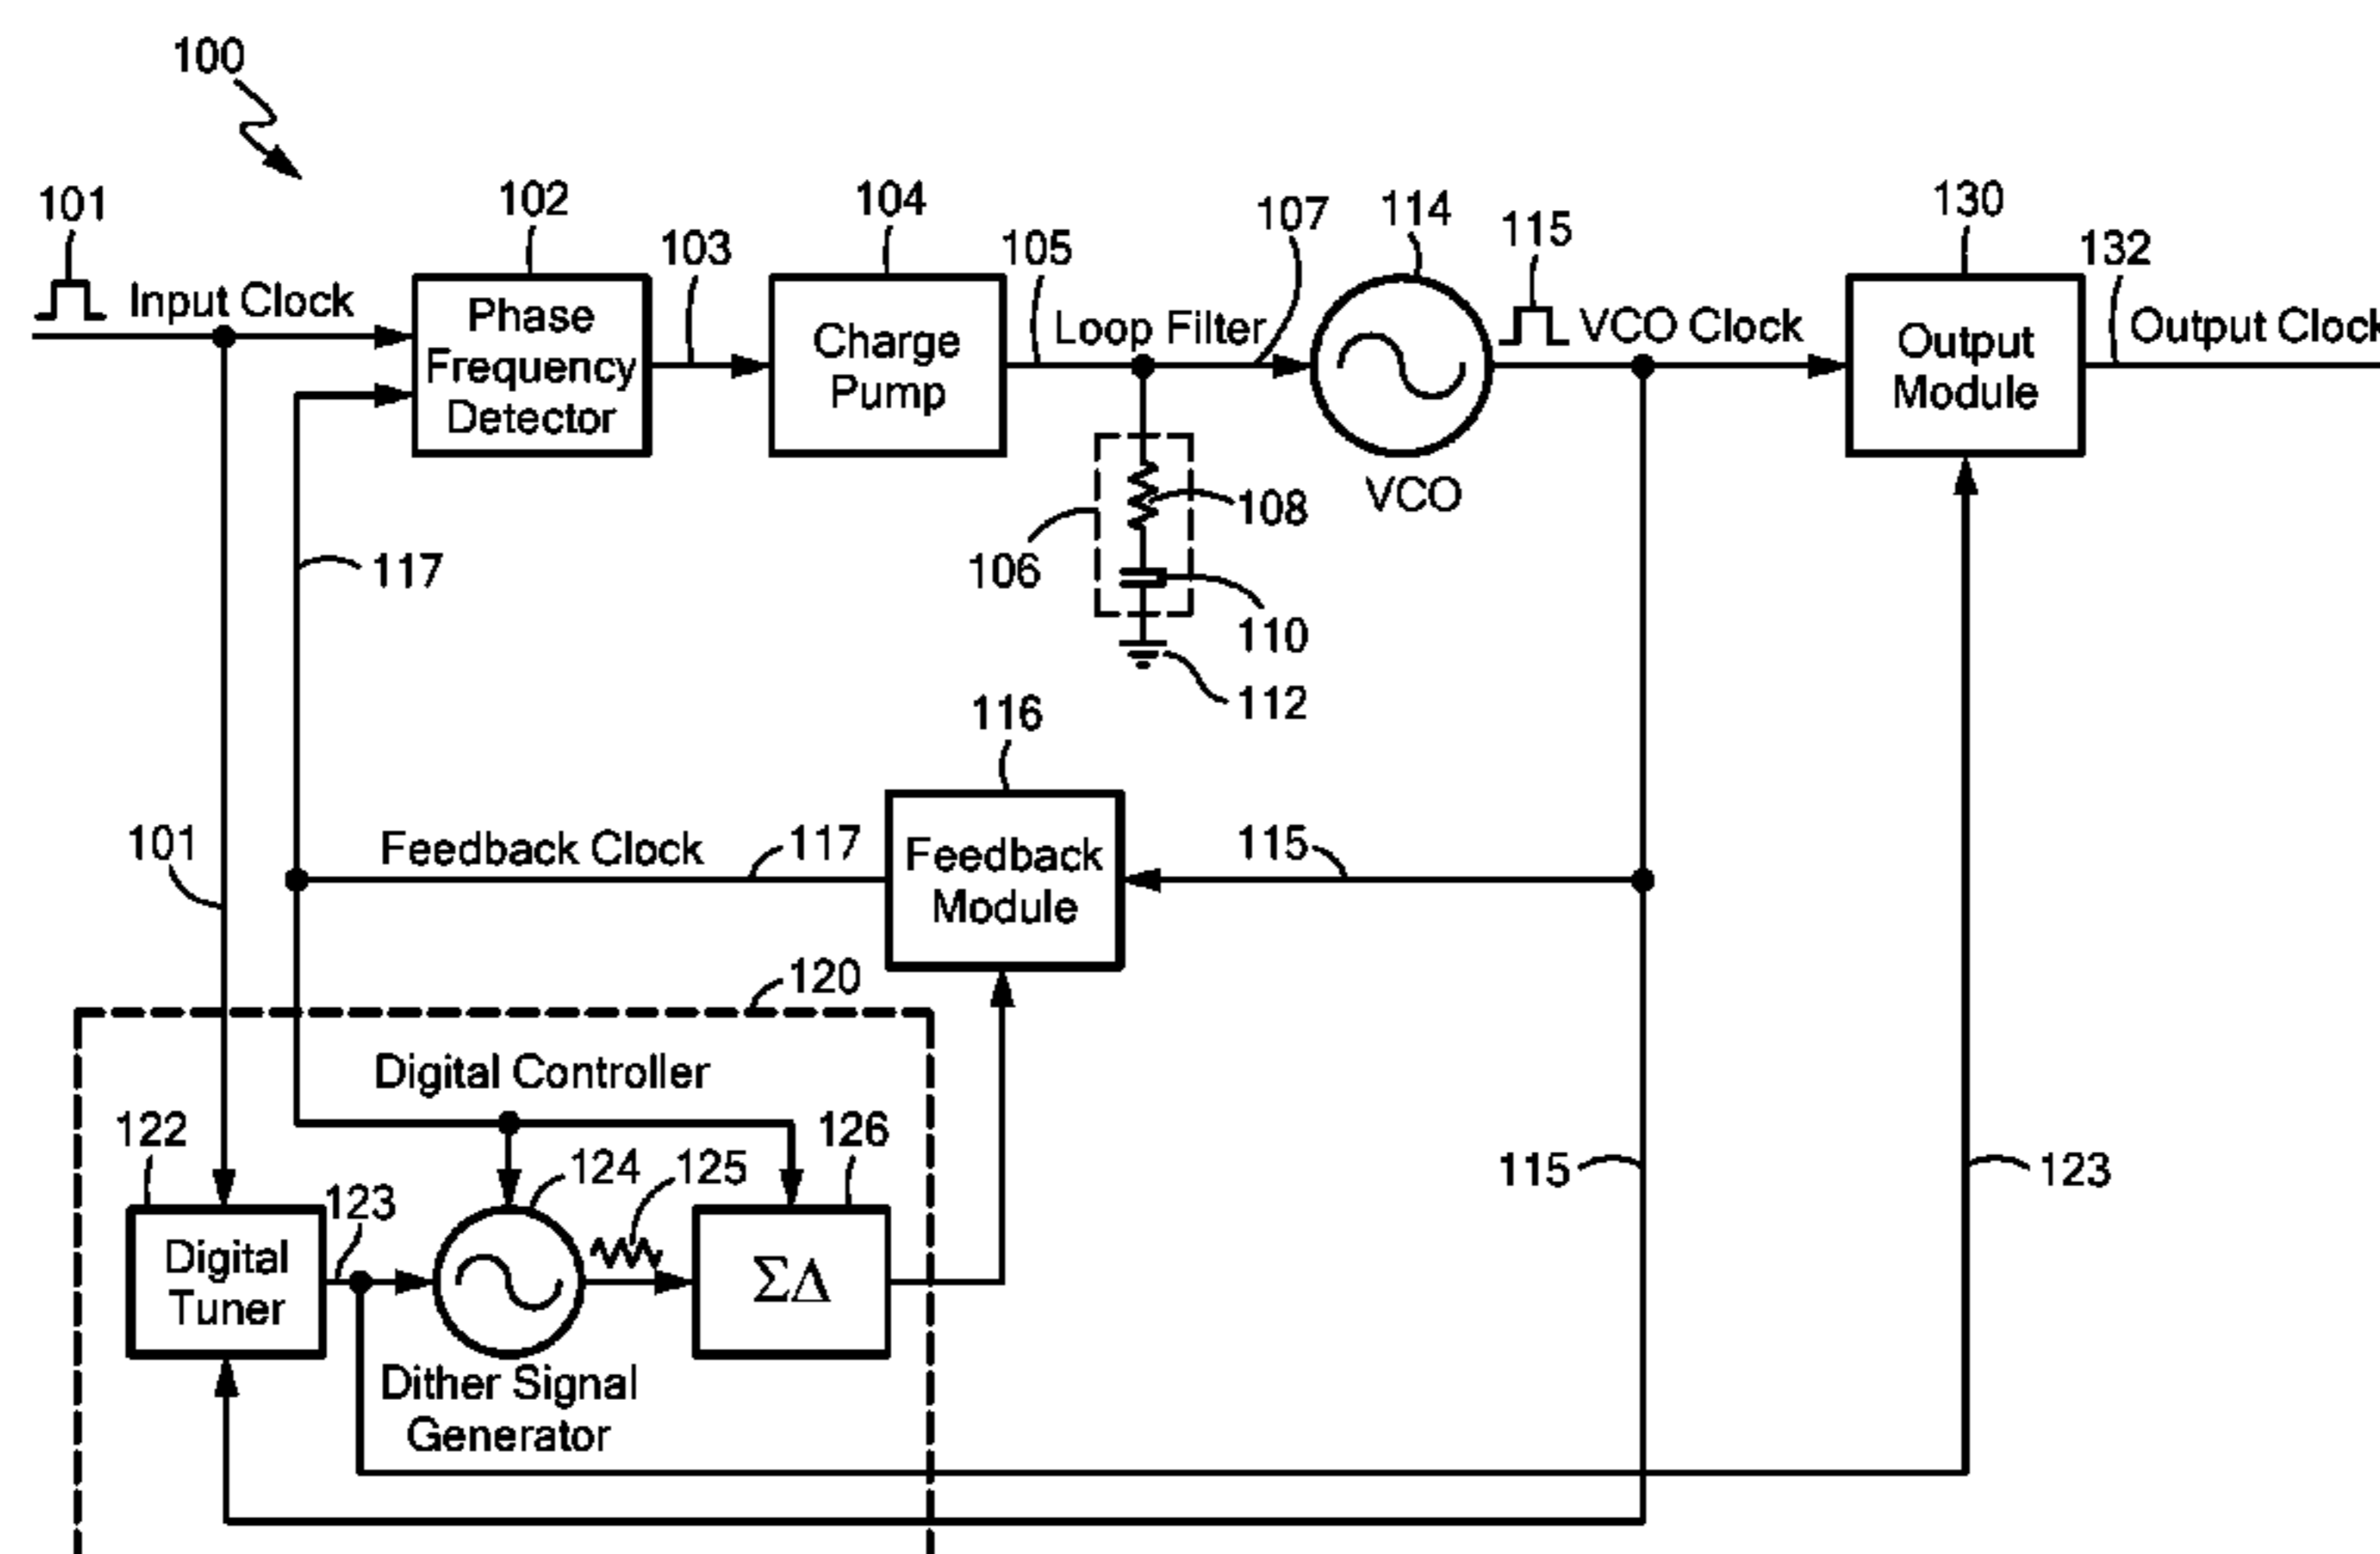 100
101
102
103
104
105
107
114
115
130
132
Input Clock
Phase
Frequency
Detector
Charge
Pump
Loop Filter
VCO Clock
Output
Module
Output Clock
VCO
108
106
110
112
117
116
101
Feedback Clock
117
Feedback
Module
115
120
Digital Controller
122
123
124
125
126
115
123
Digital
Tuner
ΣΔ
Dither Signal
Generator